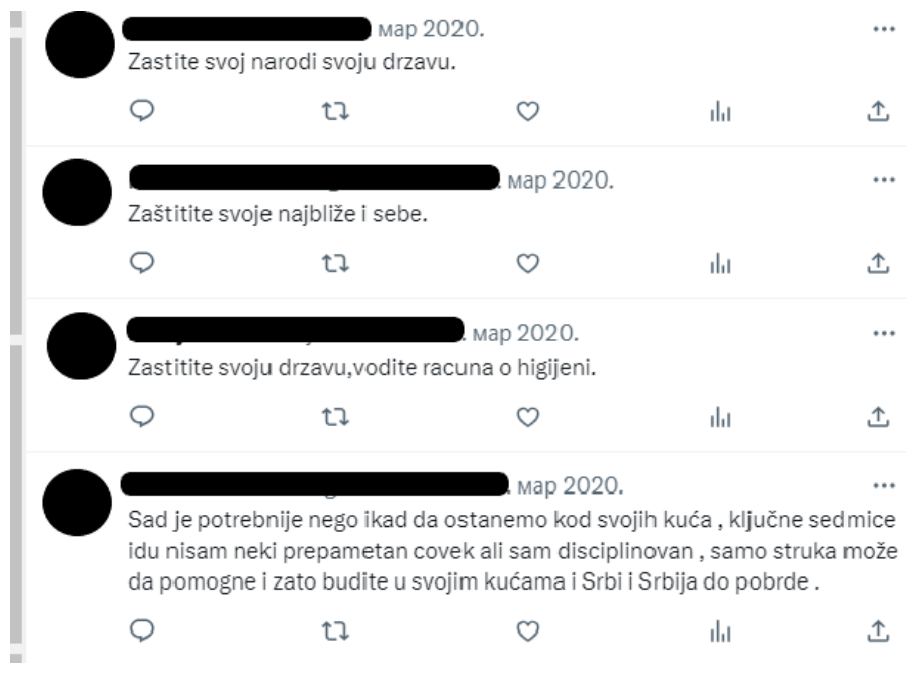 мар 2020.
Zastite svoj narodi svoju drzavu.
. мар 2020.
Zaštitite svoje najbliže i sebe.
. мар 2020.
Zastitite svoju drzavu,vodite racuna o higijeni.
. мар 2020.
Sad je potrebnije nego ikad da ostanemo kod svojih kuća , ključne sedmice
idu nisam neki prepametan covek ali sam disciplinovan , samo struka može
da pomogne i zato budite u svojim kućama i Srbi i Srbija do pobrde .